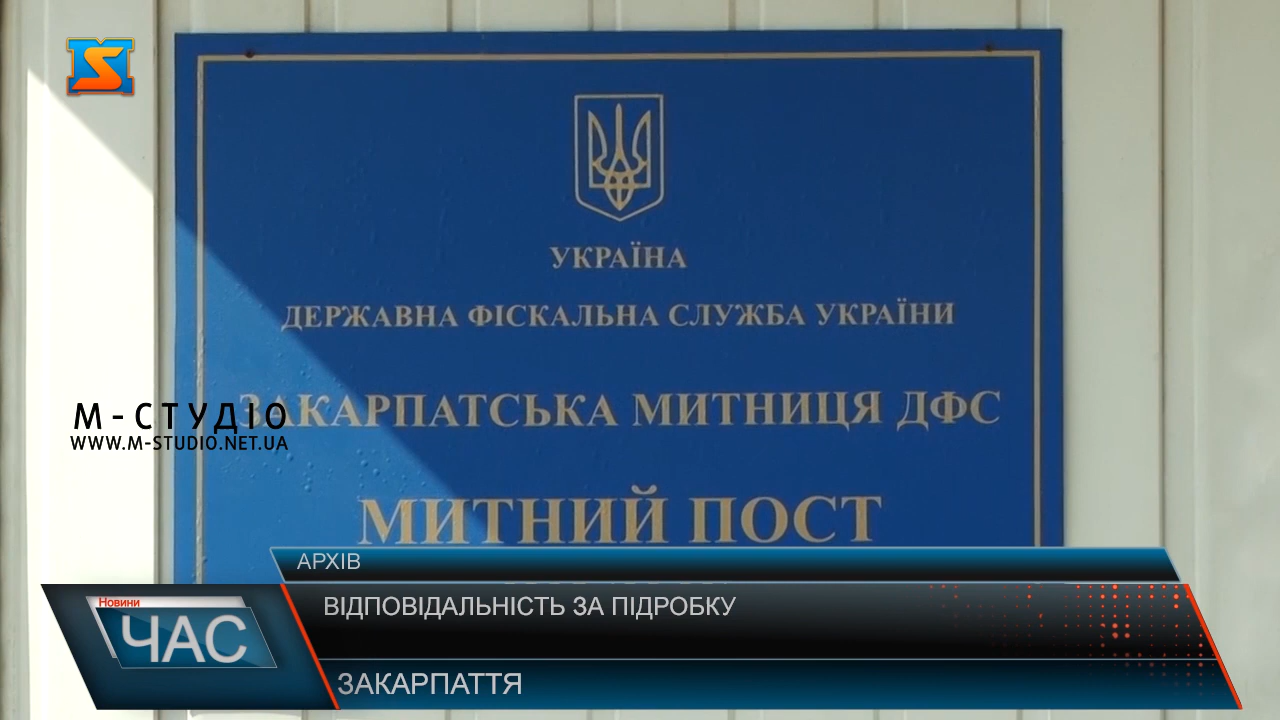 УКРАЇНА
ДЕРЖАВНА ФІСКАЛЬНА СЛУЖБА УКРАЇНИ
ЗАКАРПАТСЬКА МИТНИЦЯ ДФС
М-СТУДІО
WWW.M-STUDIO.NET.UA
МИТНИЙ ПОСТ
АРХІВ
Новини
ЧАС
ВІДПОВІДАЛЬНІСТЬ ЗА ПІДРОБКУ
ЗАКАРПАТТЯ